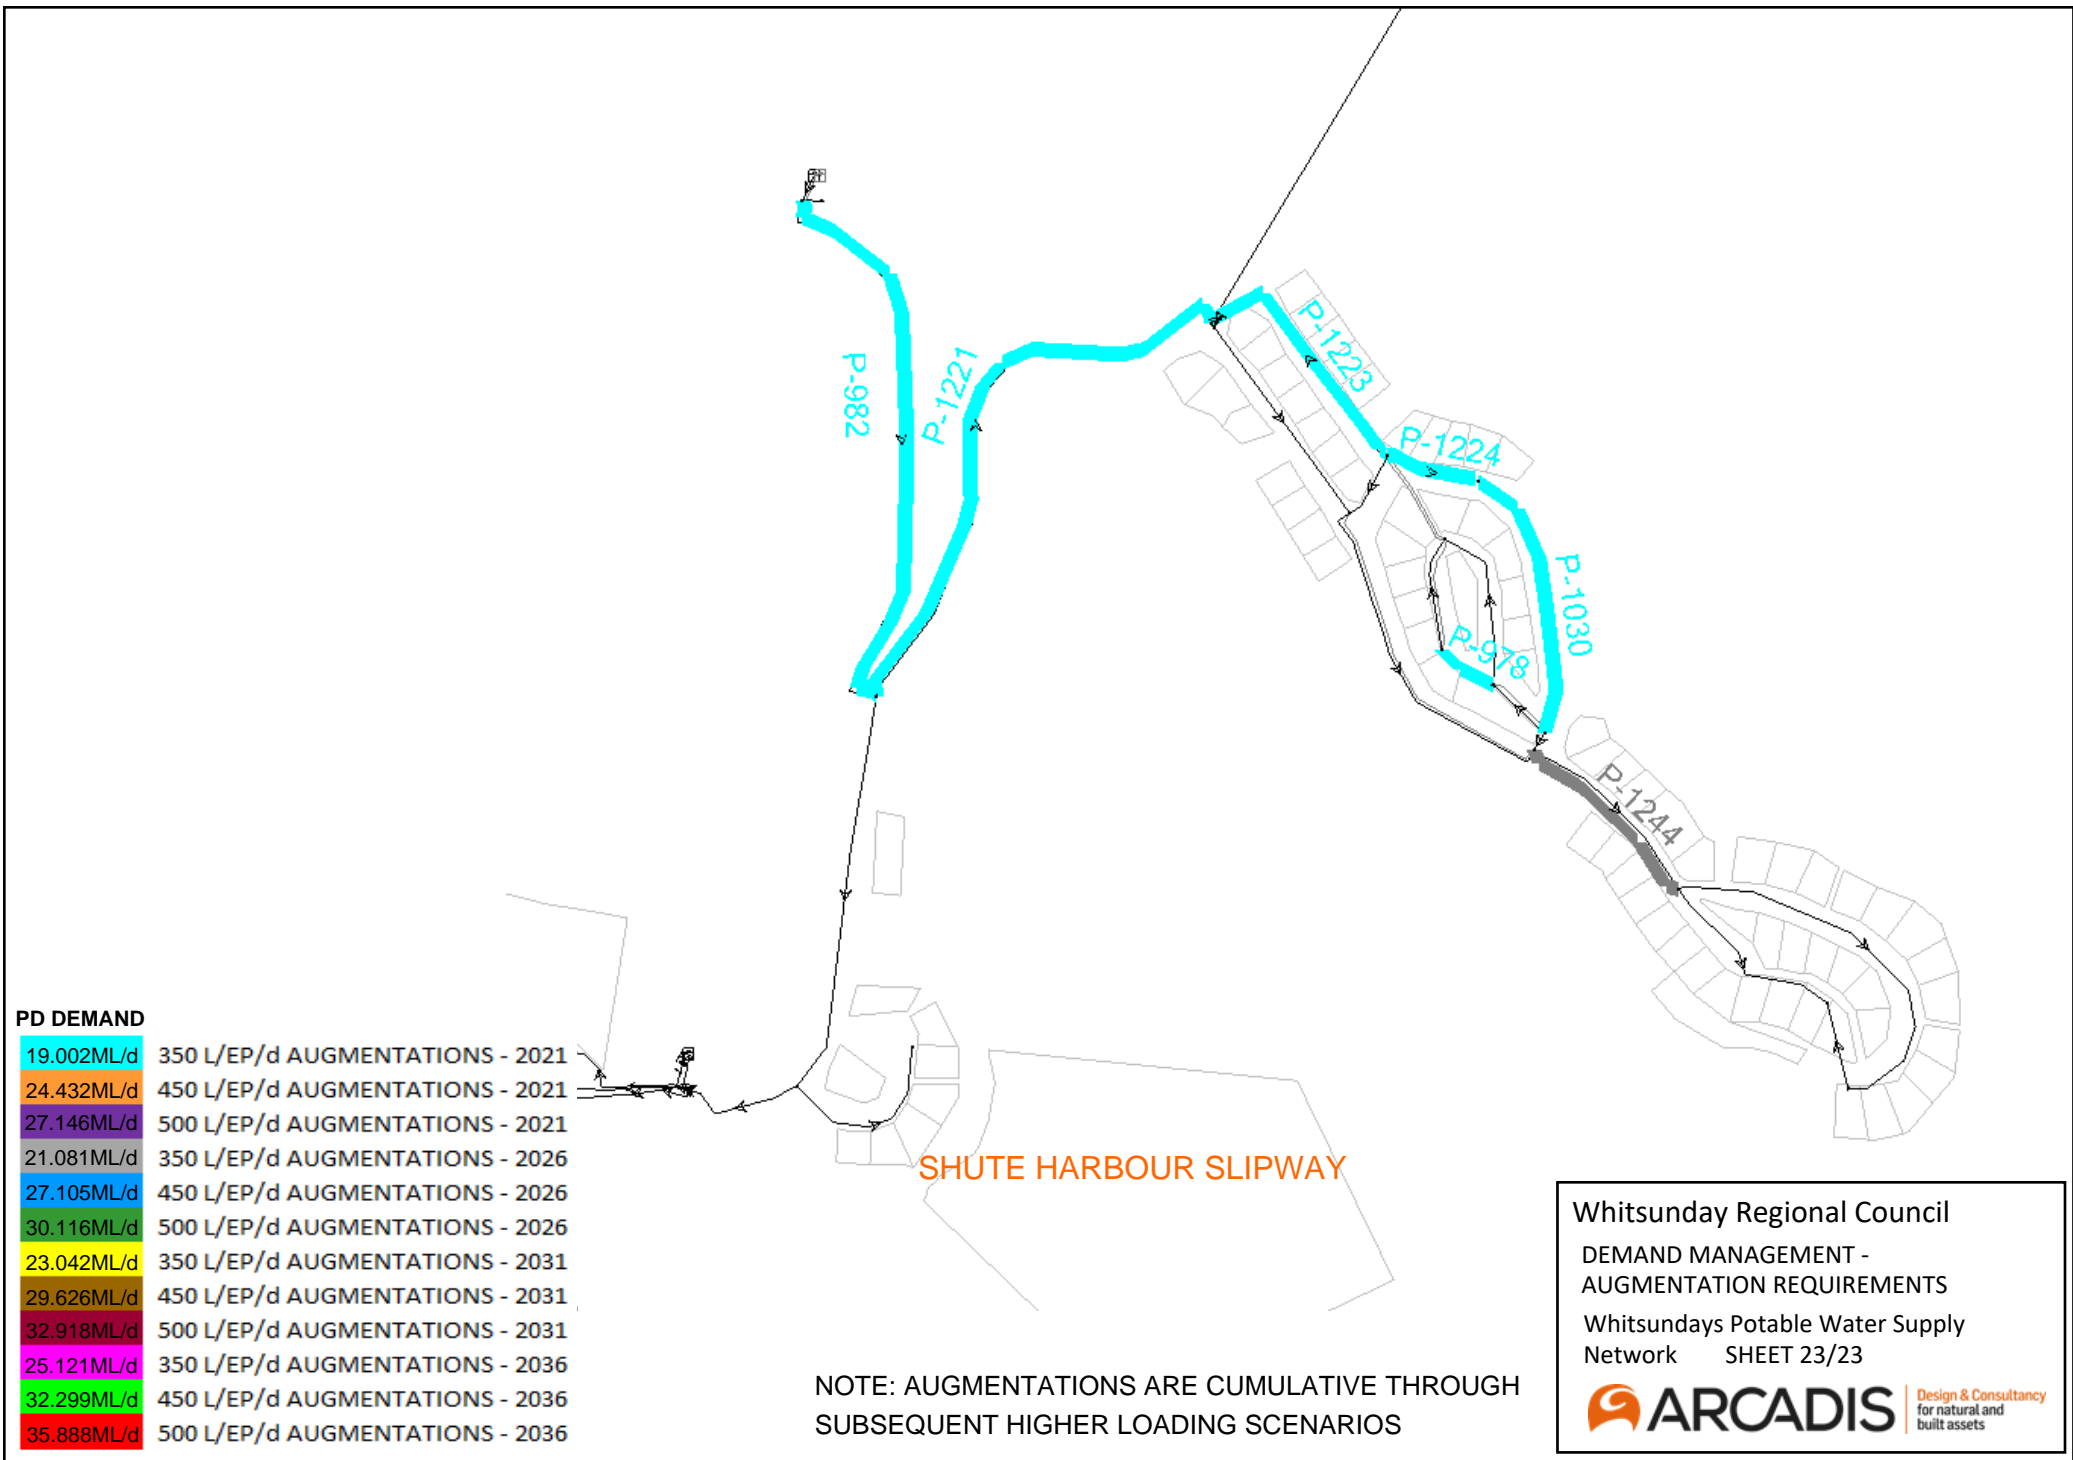 P-982
P-1221
P-1223
P-1224
P-1030
P-978
P-1244
SHUTE HARBOUR SLIPWAY
PD DEMAND
19.002ML/d 350 L/EP/d AUGMENTATIONS - 2021
24.432ML/d 450 L/EP/d AUGMENTATIONS - 2021
27.146ML/d 500 L/EP/d AUGMENTATIONS - 2021
21.081ML/d 350 L/EP/d AUGMENTATIONS - 2026
27.105ML/d 450 L/EP/d AUGMENTATIONS - 2026
30.116ML/d 500 L/EP/d AUGMENTATIONS - 2026
23.042ML/d 350 L/EP/d AUGMENTATIONS - 2031
29.626ML/d 450 L/EP/d AUGMENTATIONS - 2031
32.918ML/d 500 L/EP/d AUGMENTATIONS - 2031
25.121ML/d 350 L/EP/d AUGMENTATIONS - 2036
32.299ML/d 450 L/EP/d AUGMENTATIONS - 2036
35.888ML/d 500 L/EP/d AUGMENTATIONS - 2036
NOTE: AUGMENTATIONS ARE CUMULATIVE THROUGH
SUBSEQUENT HIGHER LOADING SCENARIOS
Whitsunday Regional Council
DEMAND MANAGEMENT -
AUGMENTATION REQUIREMENTS
Whitsundays Potable Water Supply
Network SHEET 23/23
ARCADIS
Design & Consultancy
for natural and
built assets